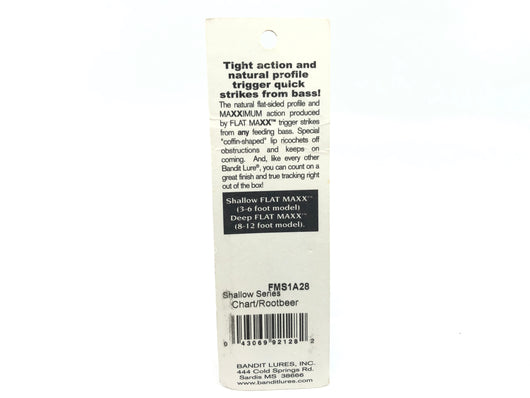 Tight action and
natural profile
trigger quick
strikes from bass!
The natural flat-sided profile and
MAXXIMUM action produced
by FLAT MAXX™ trigger strikes
from any feeding bass. Special
"coffin-shaped" lip ricochets off
obstructions and keeps on
coming. And, like every other
Bandit Lure®, you can count on a
great finish and true tracking right
out of the box!
Shallow FLAT MAXX™
(3-6 foot model)
Deep FLAT MAXX™
(8-12 foot model).
FMS1A28
Shallow Series
Chart/Rootbeer
0 43069 92128 2
BANDIT LURES, INC.
444 Cold Springs Rd.
Sardis MS 38666
www.banditlures.com